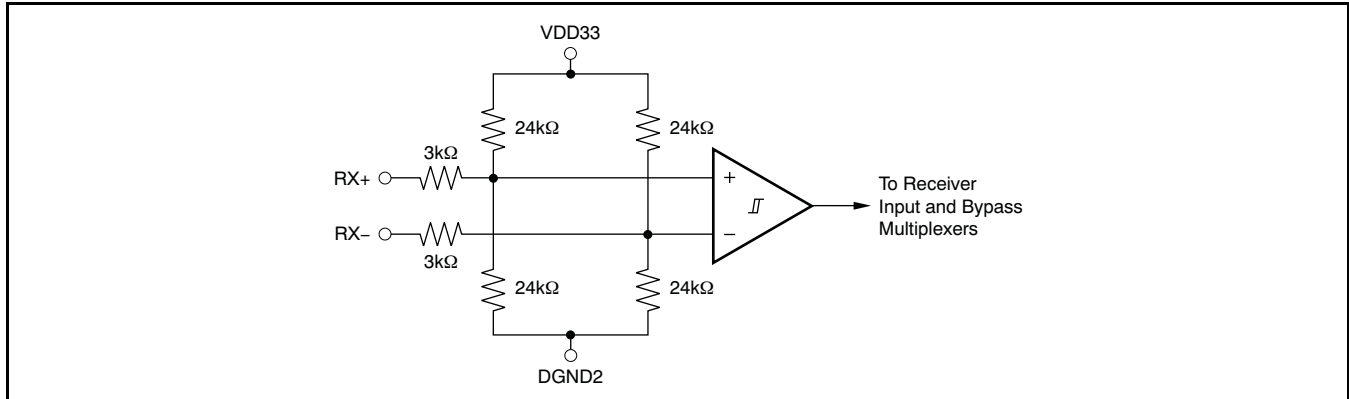 VDD33
24kΩ
24kΩ
3kΩ
RX+
+
To Receiver
Input and Bypass
Multiplexers
RX−
−
3kΩ
24kΩ
24kΩ
DGND2